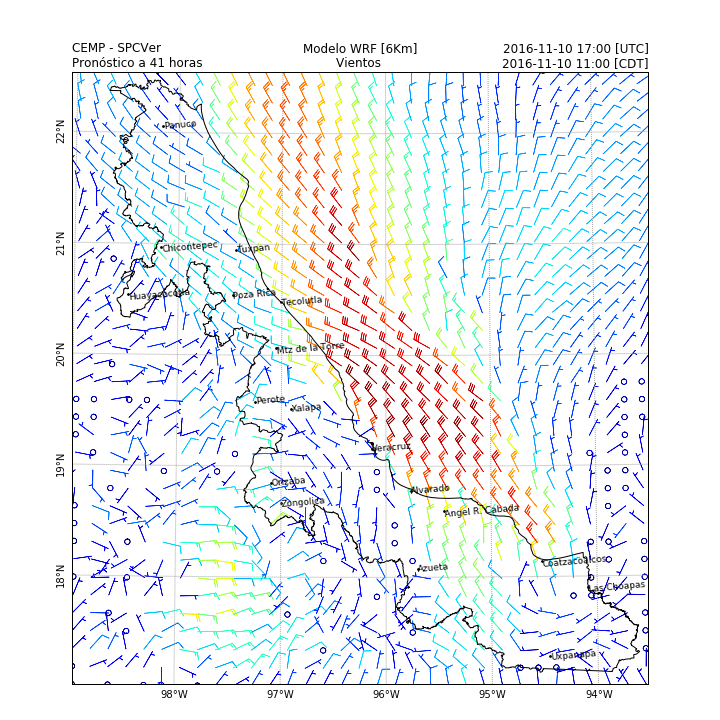 CEMP - SPCVer
Modelo WRF [6Km]
2016-11-10 17:00 [UTC]
Pronóstico a 41 horas
Vientos
2016-11-10 11:00 [CDT]
22°N
Panuco
21°N
Chicontepec
Tuxpan
Huayacocotla
Poza Rica
Tecolutla
20°N
Mtz de la Torre
Perote
Xalapa
Veracruz
19°N
Orizaba
Alvarado
Zongolica
Angel R. Cabada
18°N
Azueta
Coatzacoalcos
Las Choapas
Uxpanapa
98°W
97°W
96°W
95°W
94°W